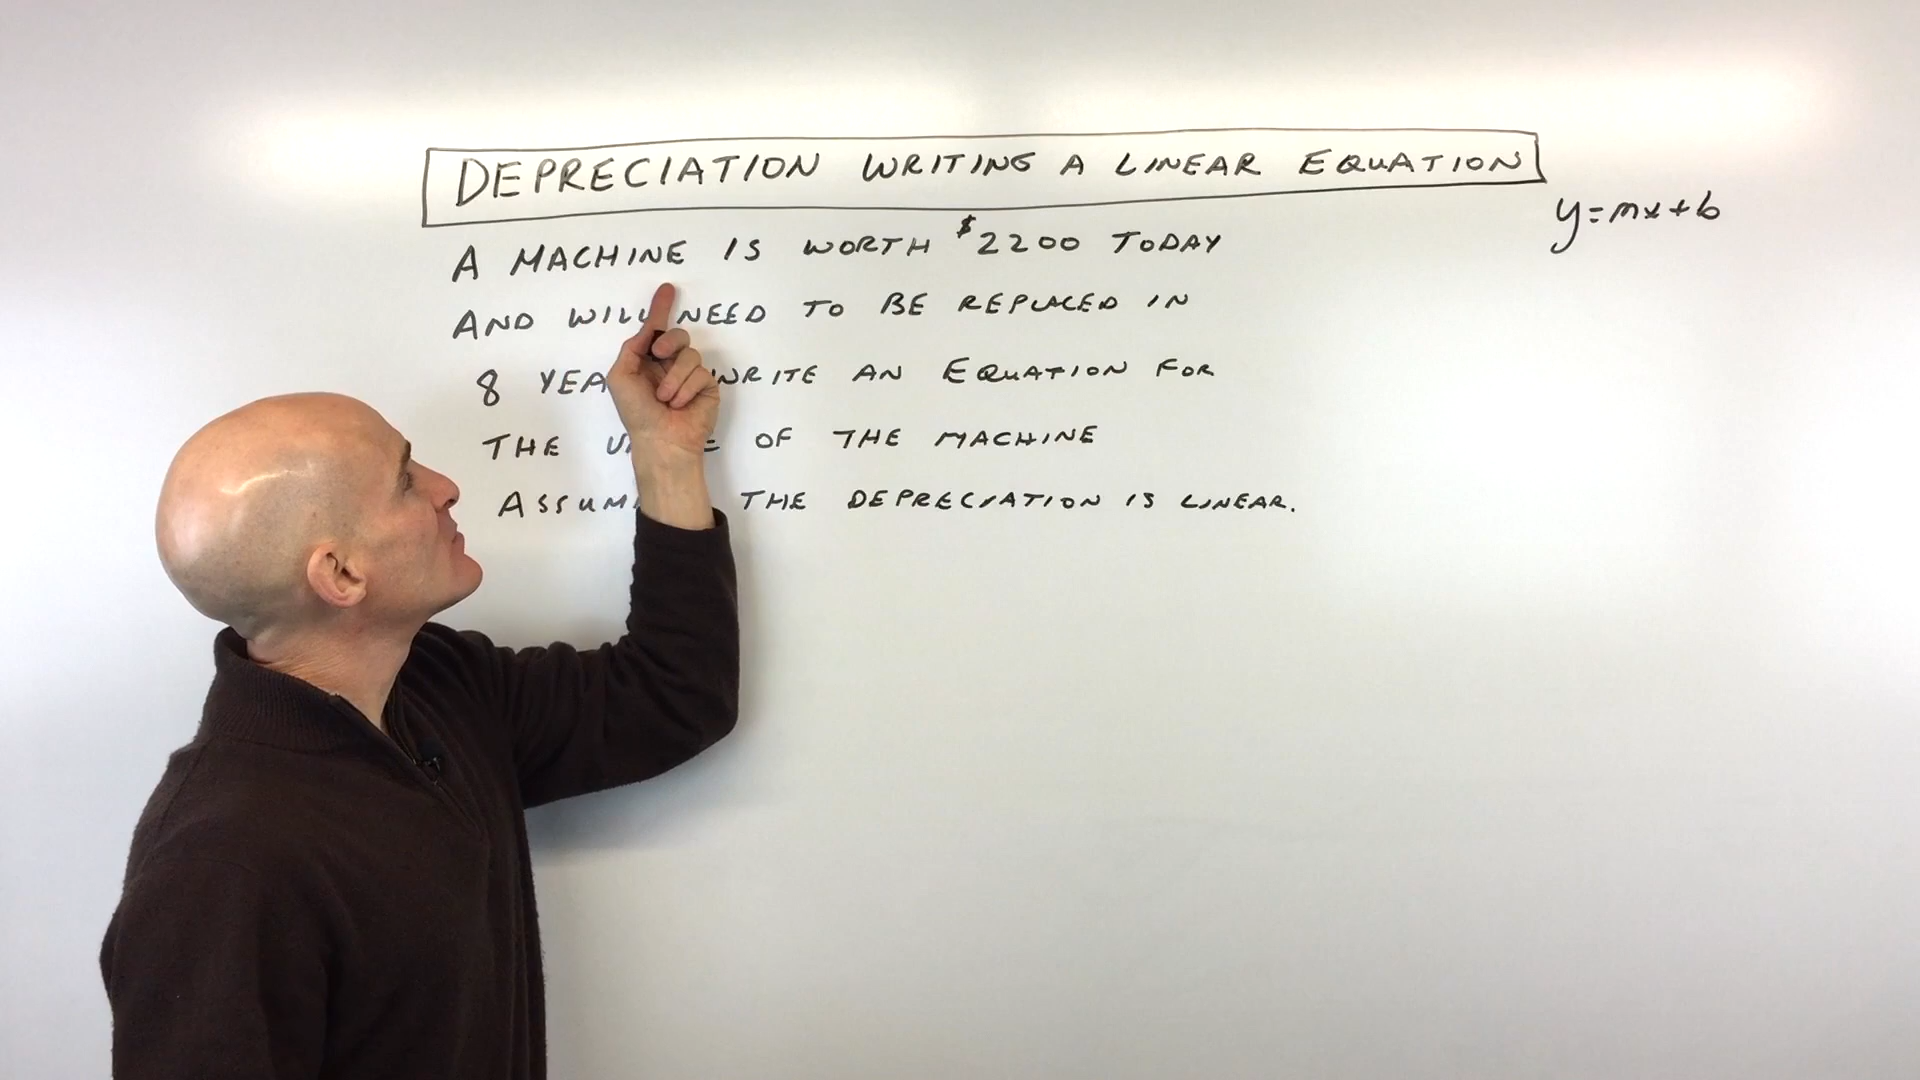 DEPRECIATION WRITING A LINEAR EQUATION
y=mx+b
A MACHINE IS WORTH $2200 TODAY
AND WILL NEED TO BE REPLACED IN
8 YEA WRITE AN EQUATION FOR
THE OF THE MACHINE
ASSUM THE DEPRECIATION IS LINEAR.